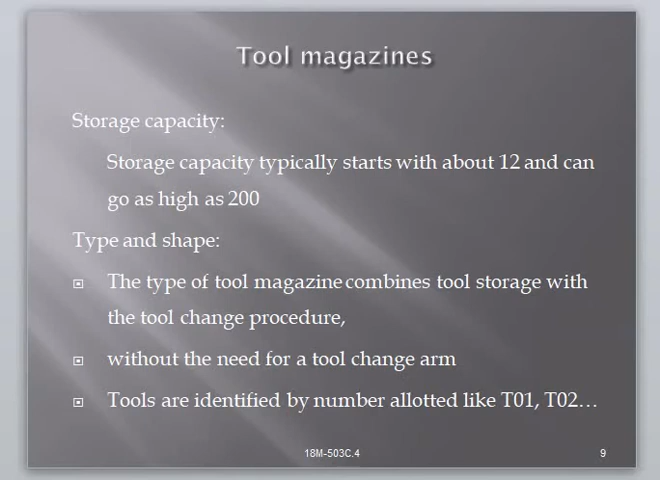 Tool magazines
Storage capacity:
Storage capacity typically starts with about 12 and can
go as high as 200
Type and shape:
The type of tool magazine combines tool storage with
the tool change procedure,
without the need for a tool change arm
Tools are identified by number allotted like T01, T02…
18M-503C.4
9